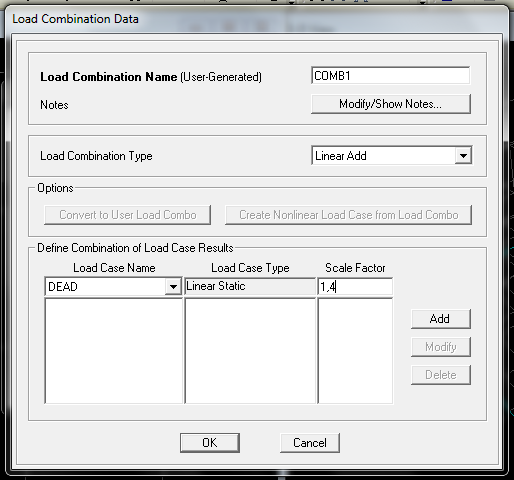 Load Combination Data
Load Combination Name (User-Generated) COMB1
Notes Modify/Show Notes...
Load Combination Type Linear Add
Options
Convert to User Load Combo Create Nonlinear Load Case from Load Combo
Define Combination of Load Case Results
Load Case Name Load Case Type Scale Factor
DEAD Linear Static 1,4
Add
Modify
Delete
OK Cancel